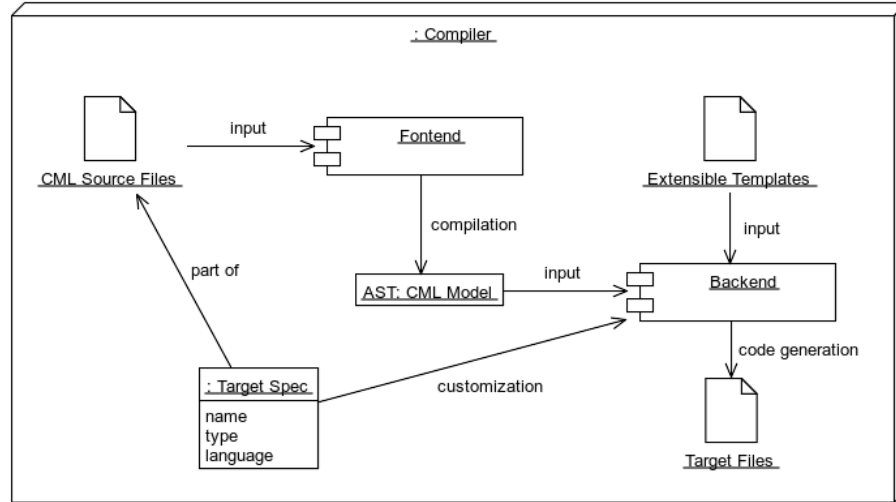 : Compiler
input
Fontend
CML Source Files
Extensible Templates
compilation
input
part of
input
AST: CML Model
Backend
code generation
: Target Spec
customization
name
type
language
Target Files